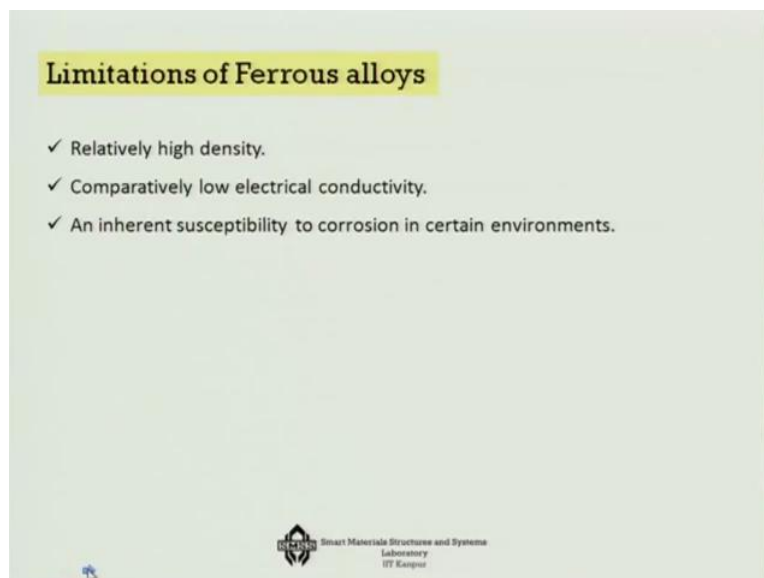 Limitations of Ferrous alloys
✓ Relatively high density.
✓ Comparatively low electrical conductivity.
✓ An inherent susceptibility to corrosion in certain environments.
Smart Materials Structures and Systems
Laboratory
IIT Kanpur